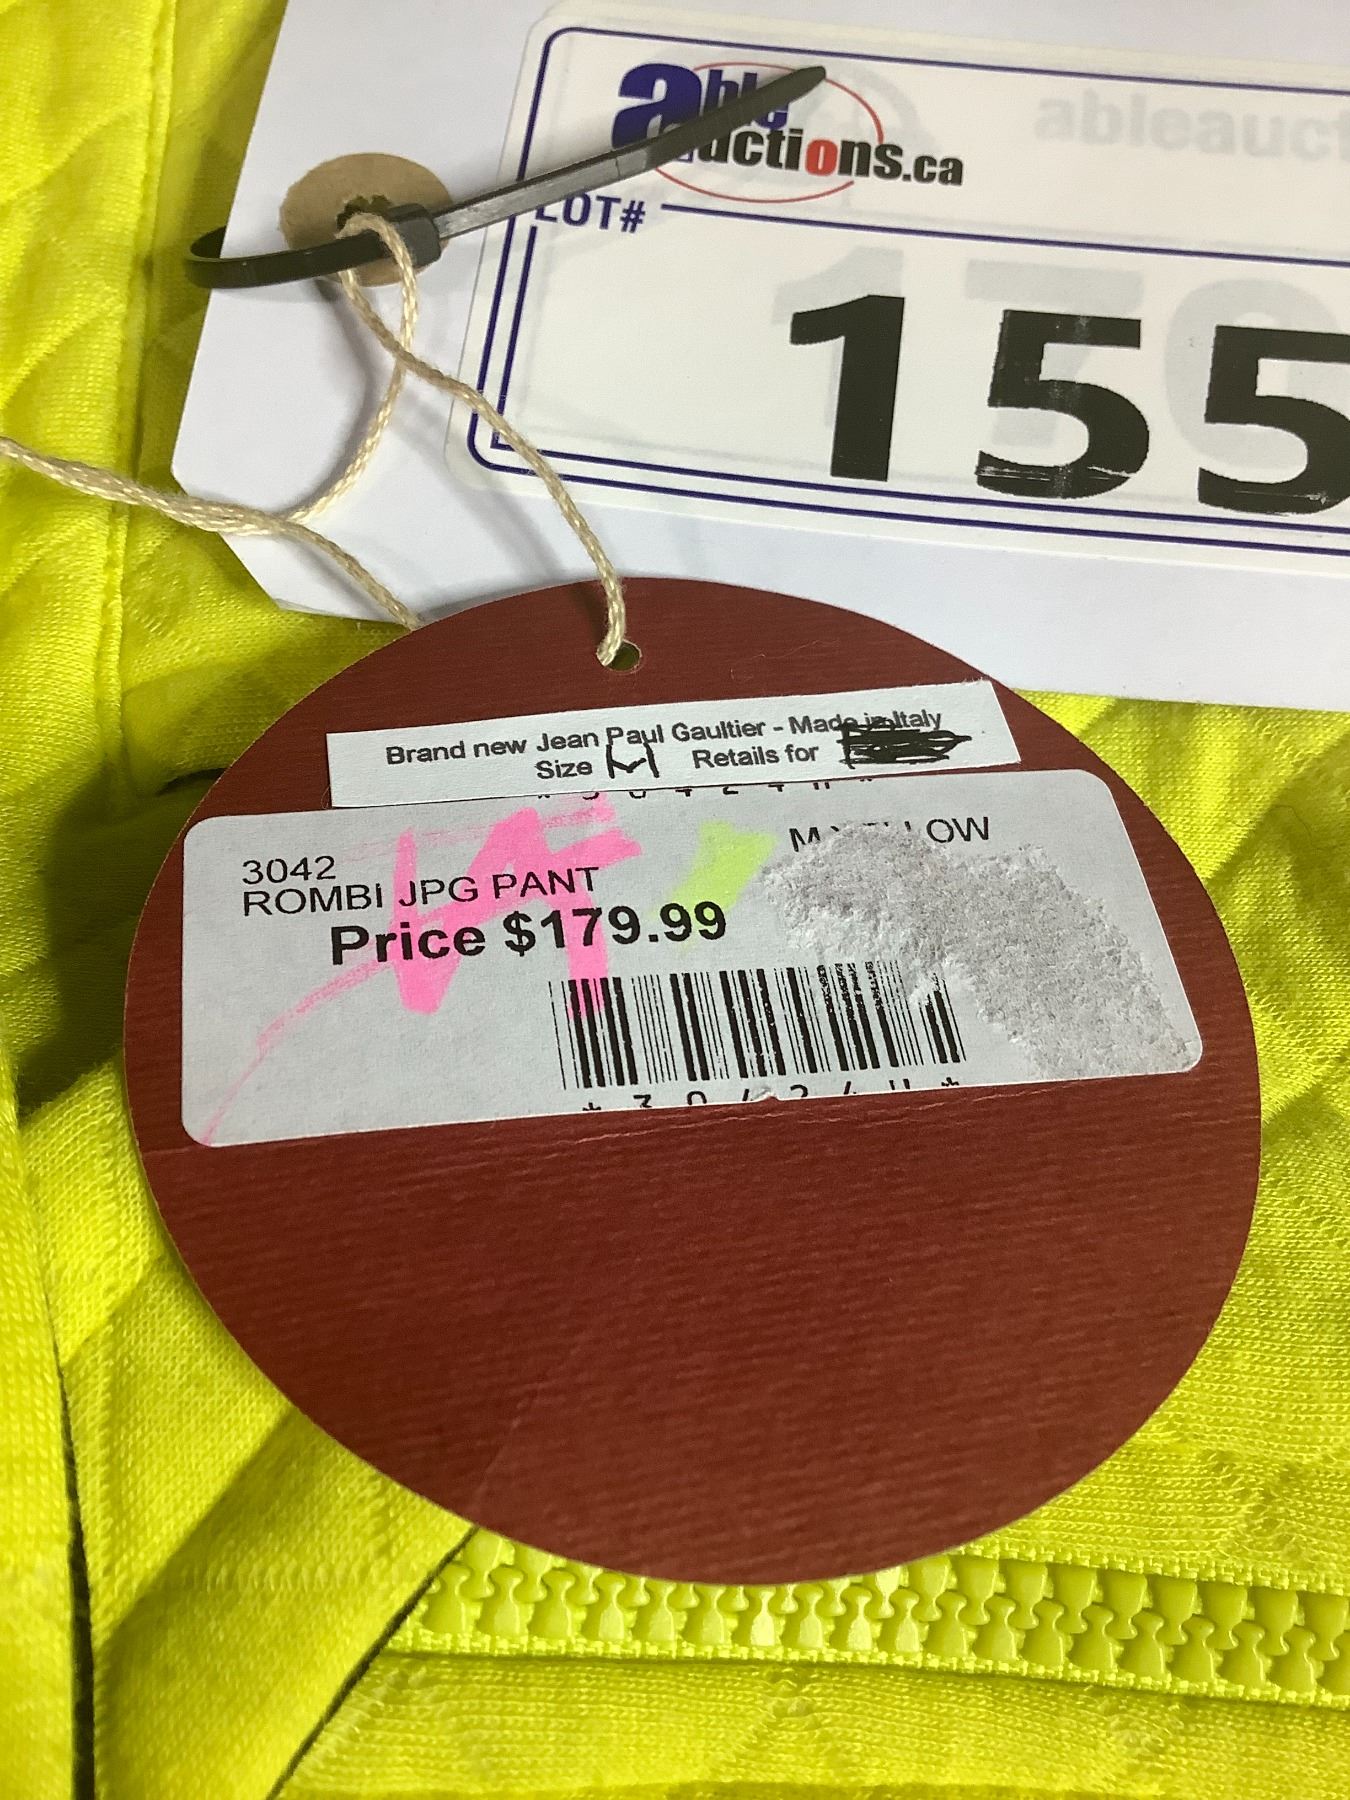 able
auctions.ca
ableauct
LOT#
155
Brand new Jean Paul Gaultier - Made in Italy
Size M Retails for
M YELLOW
3042
ROMBI JPG PANT
Price $179.99